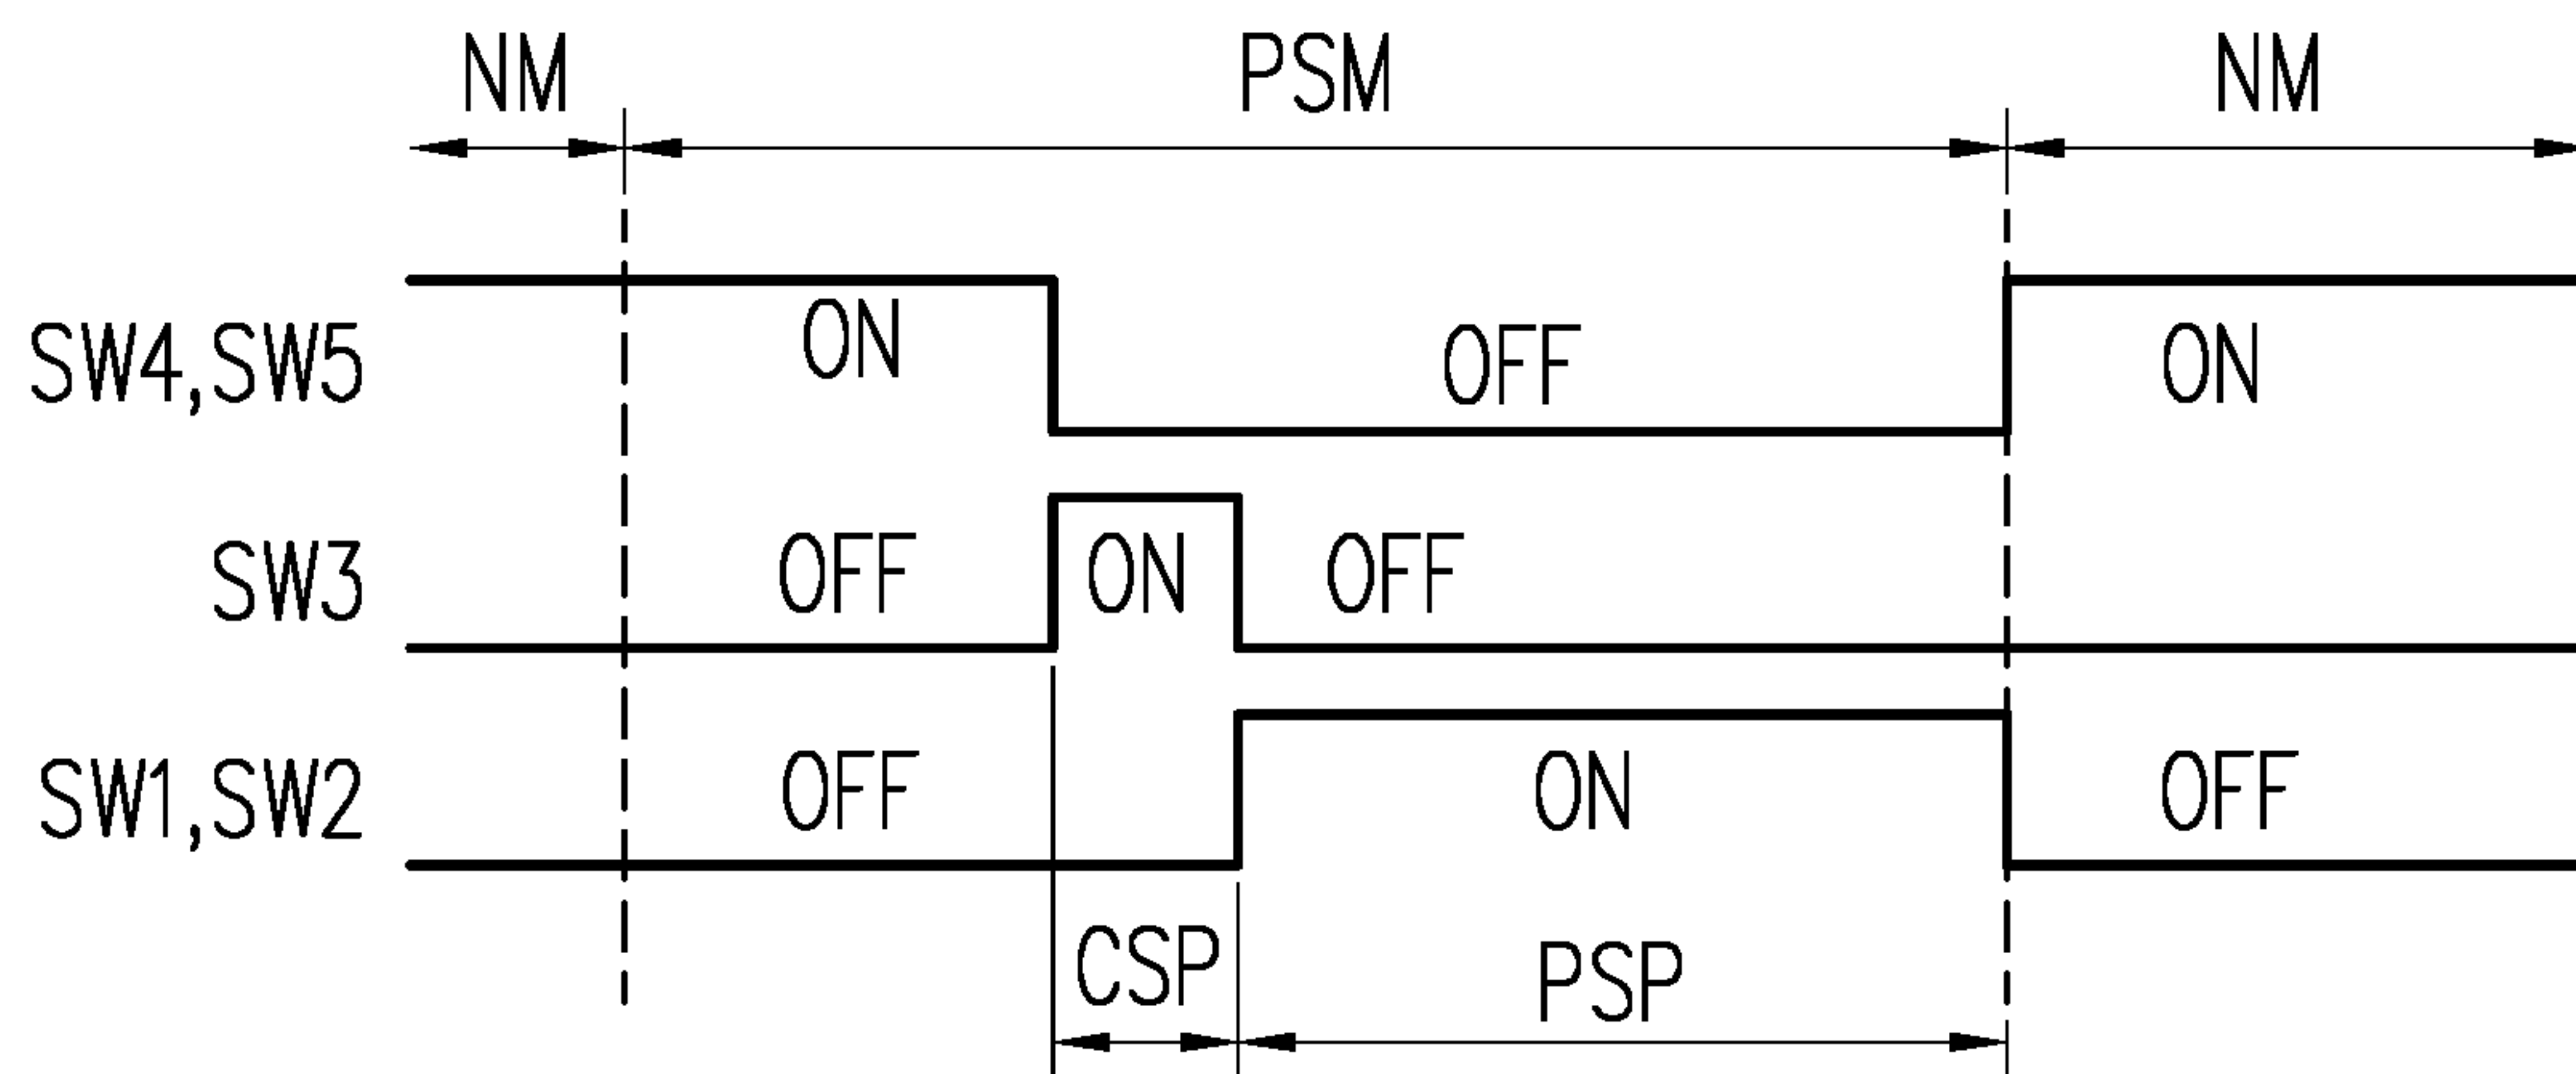 NM PSM NM
SW4,SW5 ON OFF ON
SW3 OFF ON OFF
SW1,SW2 OFF ON OFF
CSP PSP